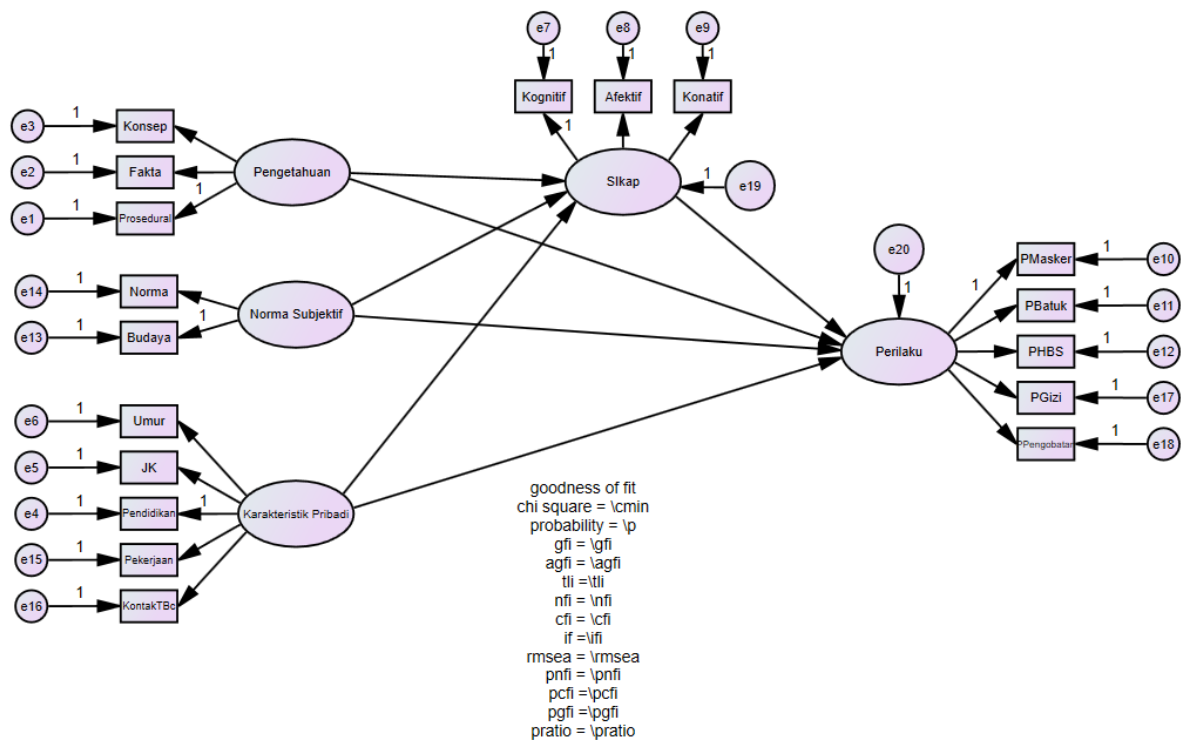 e7
e8
e9
1
1
1
Kognitif
Afektif
Konatif
1
e3
1
Konsep
e2
1
Fakta
e1
1
Prosedural
1
Pengetahuan
SIkap
1
e19
e14
1
Norma
e13
1
Budaya
1
Norma Subjektif
e20
1
Perilaku
1
PMasker
1
e10
PBatuk
1
e11
PHBS
1
e12
PGizi
1
e17
PPengobatan
1
e18
e6
1
Umur
e5
1
JK
e4
1
Pendidikan
1
e15
1
Pekerjaan
e16
1
KontakTBc
Karakteristik Pribadi
goodness of fit
chi square = \cmin
probability = \p
gfi = \gfi
agfi = \agfi
tli =\tli
nfi = \nfi
cfi = \cfi
if =\ifi
rmsea = \rmsea
pnfi = \pnfi
pcfi =\pcfi
pgfi =\pgfi
pratio = \pratio